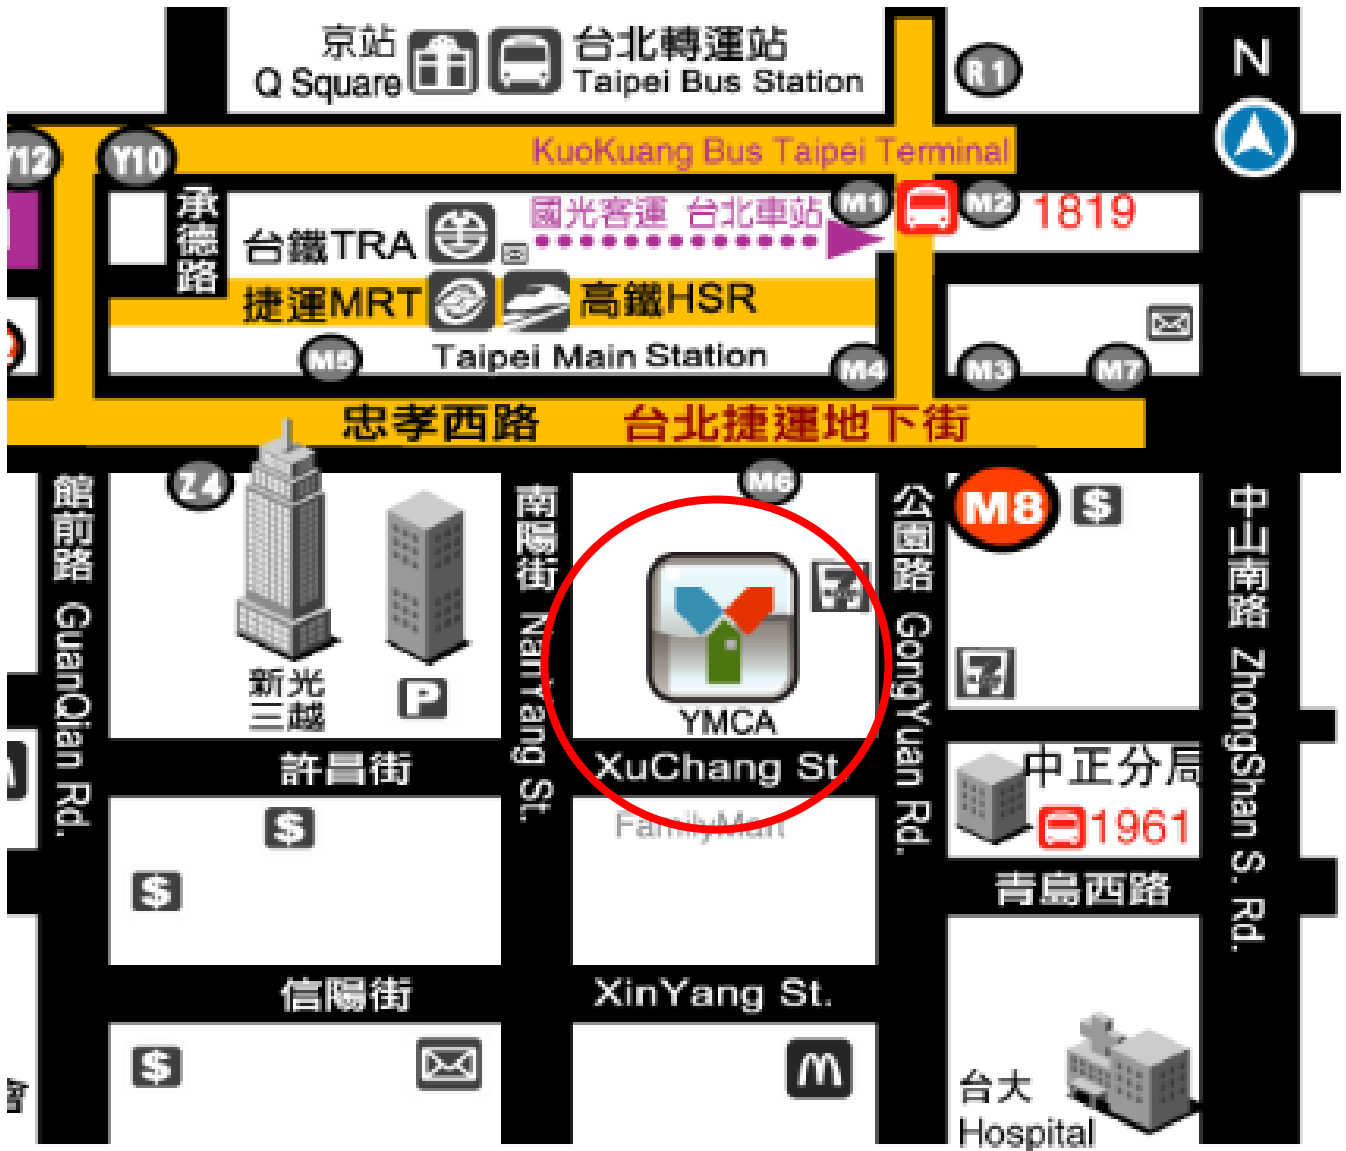 京站
Q Square
台北轉運站
Taipei Bus Station
R1
N
Y12
Y10
KuoKuang Bus Taipei Terminal
承德路
國光客運 台北車站
M1
M2
1819
台鐵TRA
捷運MRT
高鐵HSR
M5
Taipei Main Station
M4
M3
M7
忠孝西路
台北捷運地下街
館前路 GuanQian Rd.
Z4
南陽街 NanYang St.
M6
公園路 GongYuan Rd.
M8
$
中山南路 ZhongShan S. Rd.
7
7
新光
三越
P
YMCA
許昌街
XuChang St.
中正分局
1961
$
FamilyMart
$
青島西路
信陽街
XinYang St.
$
台大
Hospital